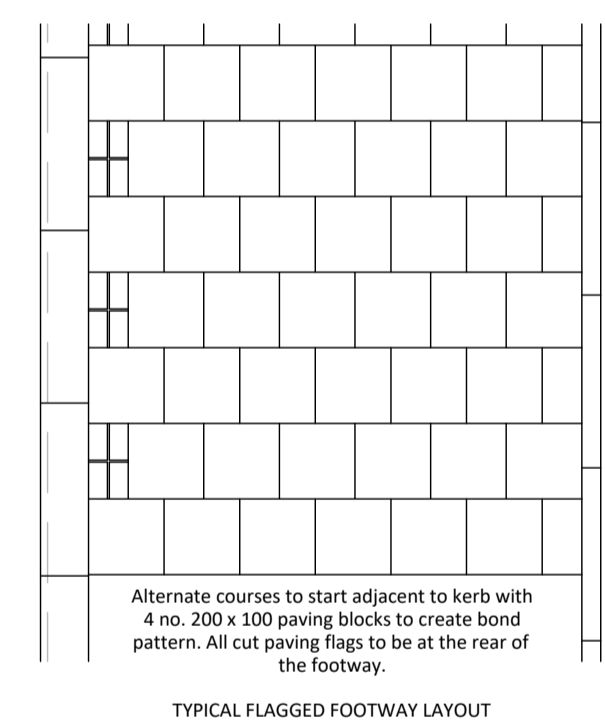 Alternate courses to start adjacent to kerb with
4 no. 200 x 100 paving blocks to create bond
pattern. All cut paving flags to be at the rear of
the footway.
TYPICAL FLAGGED FOOTWAY LAYOUT